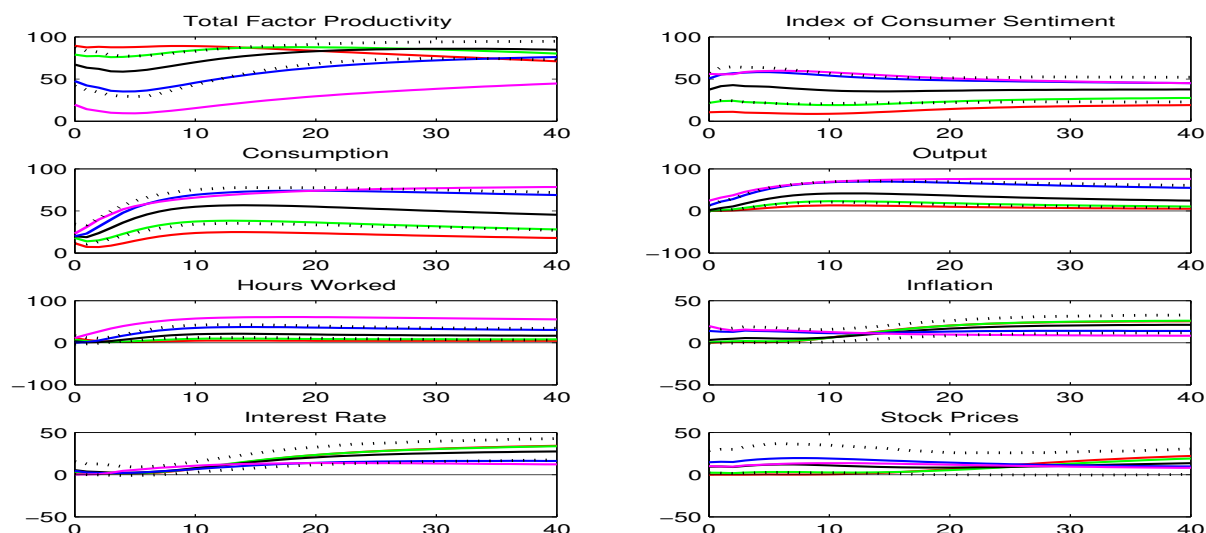 Total Factor Productivity
100
50
0
0 10 20 30 40
Index of Consumer Sentiment
100
50
0
0 10 20 30 40
Consumption
100
50
0
0 10 20 30 40
Output
100
0
−100
0 10 20 30 40
Hours Worked
100
0
−100
0 10 20 30 40
Inflation
50
0
−50
0 10 20 30 40
Interest Rate
50
0
−50
0 10 20 30 40
Stock Prices
50
0
−50
0 10 20 30 40